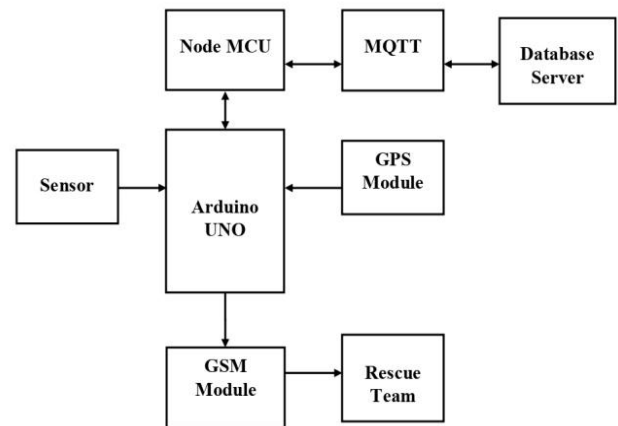 Node MCU
MQTT
Database
Server
Sensor
Arduino
UNO
GPS
Module
GSM
Module
Rescue
Team